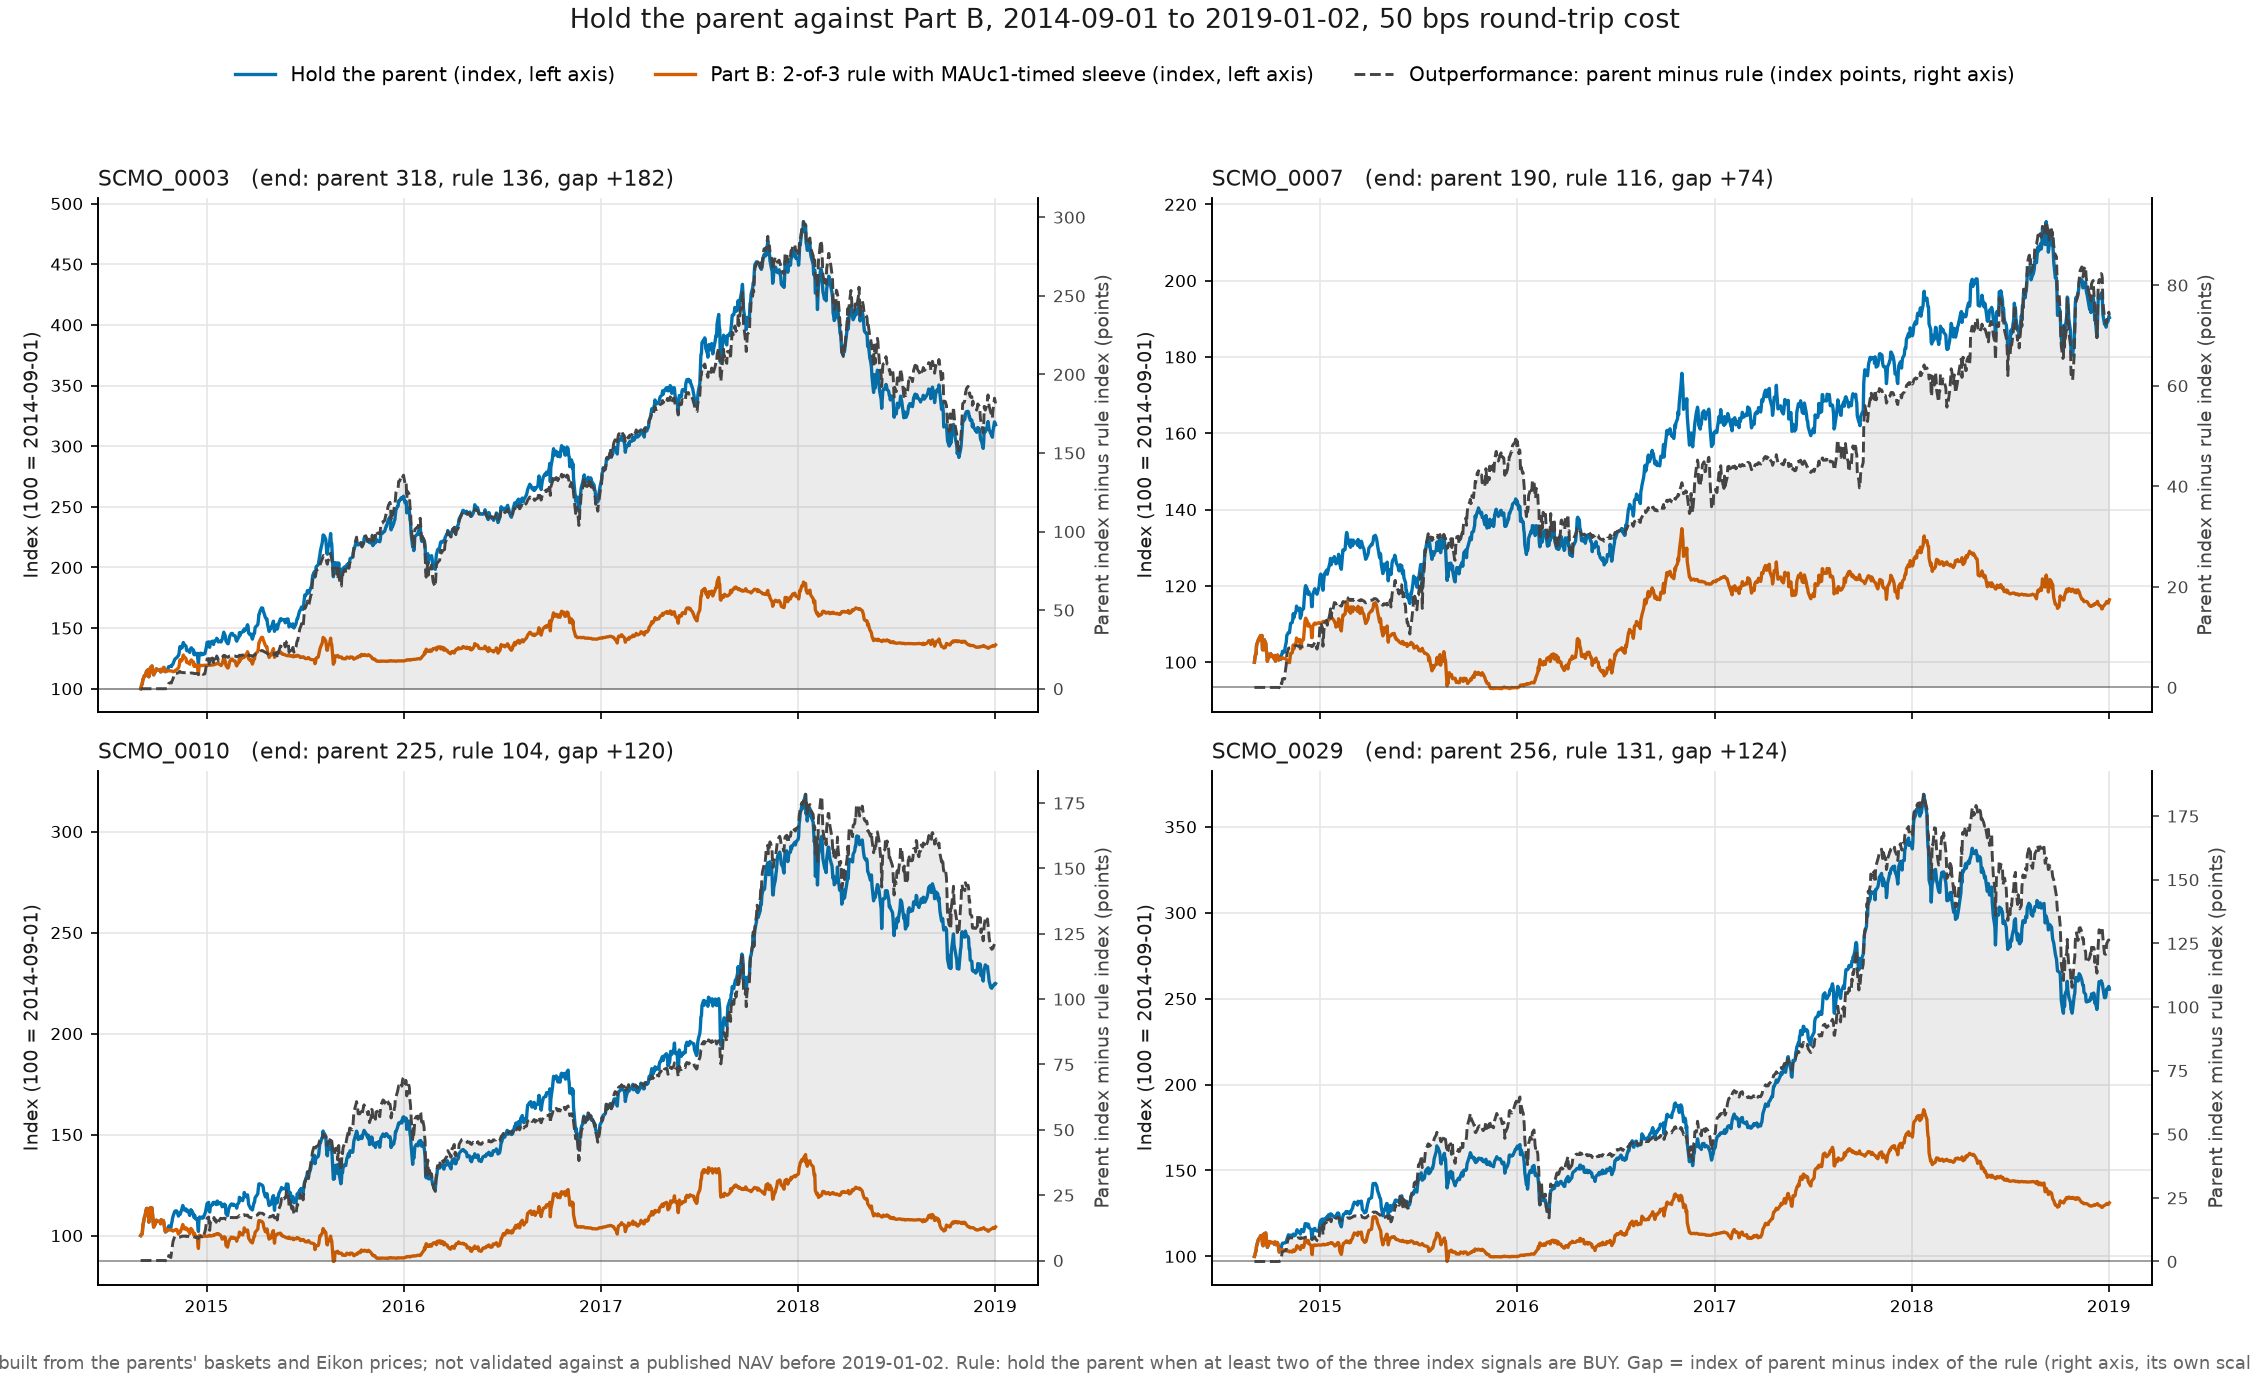 Hold the parent against Part B, 2014-09-01 to 2019-01-02, 50 bps round-trip cost
Hold the parent (index, left axis)
Part B: 2-of-3 rule with MAUc1-timed sleeve (index, left axis)
Outperformance: parent minus rule (index points, right axis)
SCMO_0003 (end: parent 318, rule 136, gap +182)
Index (100 = 2014-09-01)
500
450
400
350
300
250
200
150
100
300
250
200
150
100
50
0
Parent index minus rule index (points)
SCMO_0007 (end: parent 190, rule 116, gap +74)
Index (100 = 2014-09-01)
220
200
180
160
140
120
100
80
60
40
20
0
Parent index minus rule index (points)
SCMO_0010 (end: parent 225, rule 104, gap +120)
Index (100 = 2014-09-01)
300
250
200
150
100
175
150
125
100
75
50
25
0
Parent index minus rule index (points)
2015 2016 2017 2018 2019
SCMO_0029 (end: parent 256, rule 131, gap +124)
Index (100 = 2014-09-01)
350
300
250
200
150
100
175
150
125
100
75
50
25
0
Parent index minus rule index (points)
2015 2016 2017 2018 2019
built from the parents' baskets and Eikon prices; not validated against a published NAV before 2019-01-02. Rule: hold the parent when at least two of the three index signals are BUY. Gap = index of parent minus index of the rule (right axis, its own scal